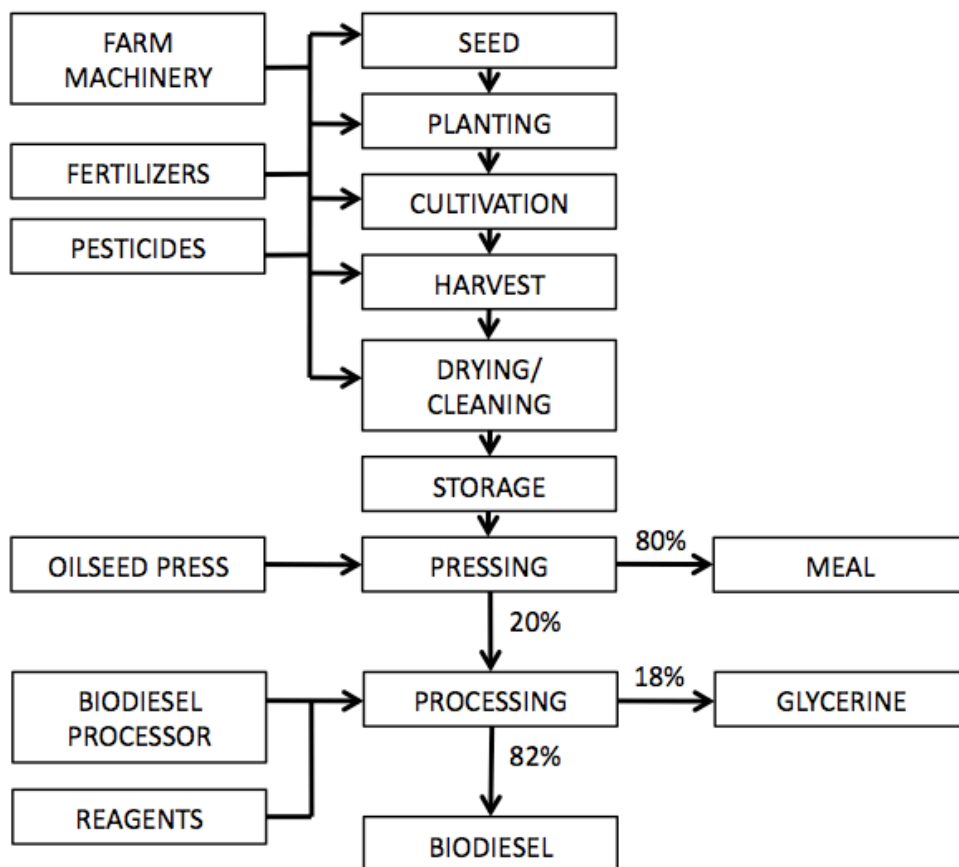 FARM
MACHINERY
SEED
PLANTING
FERTILIZERS
CULTIVATION
PESTICIDES
HARVEST
DRYING/
CLEANING
STORAGE
OILSEED PRESS
PRESSING
80%
MEAL
20%
BIODIESEL
PROCESSOR
PROCESSING
18%
GLYCERINE
82%
REAGENTS
BIODIESEL